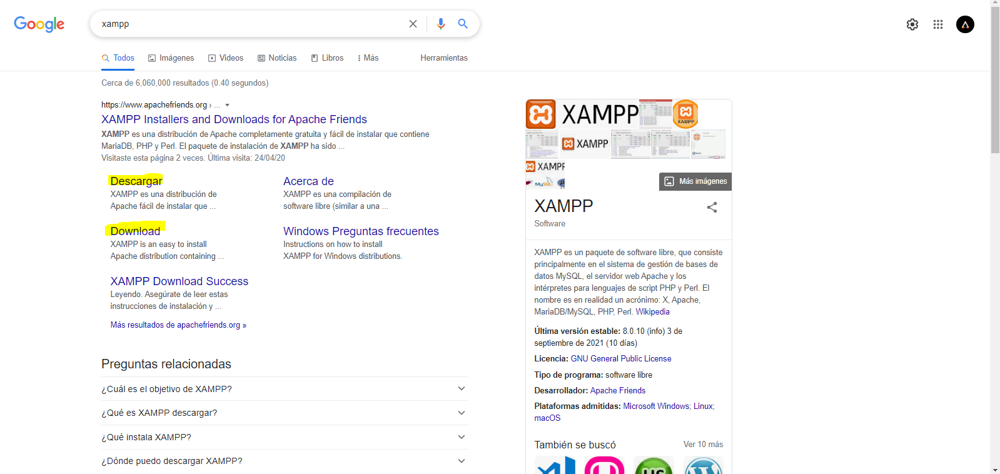 Google
xampp
Todos
Imágenes
Videos
Noticias
Libros
Más
Herramientas
Cerca de 6,060,000 resultados (0.40 segundos)
https://www.apachefriends.org › ...
XAMPP Installers and Downloads for Apache Friends
XAMPP es una distribución de Apache completamente gratuita y fácil de instalar que contiene
MariaDB, PHP y Perl. El paquete de instalación de XAMPP ha sido ...
Visitaste esta página 2 veces. Última visita: 24/04/20
Descargar
XAMPP es una distribución de
Apache fácil de instalar que ...
Acerca de
XAMPP es una compilación de
software libre (similar a una ...
Download
XAMPP is an easy to install
Apache distribution containing ...
Windows Preguntas frecuentes
Instructions on how to install
XAMPP for Windows distributions.
XAMPP Download Success
Leyendo. Asegúrate de leer estas
instrucciones de instalación y ...
Más resultados de apachefriends.org »
Preguntas relacionadas
¿Cuál es el objetivo de XAMPP?
¿Qué es XAMPP descargar?
¿Qué instala XAMPP?
¿Dónde puedo descargar XAMPP?
XAMPP
XAMPP
XAMPP
XAMPP
MySQL
Más imágenes
XAMPP
Software
XAMPP es un paquete de software libre, que consiste
principalmente en el sistema de gestión de bases de
datos MySQL, el servidor web Apache y los
intérpretes para lenguajes de script PHP y Perl. El
nombre es en realidad un acrónimo: X, Apache,
MariaDB/MySQL, PHP, Perl. Wikipedia
Última versión estable: 8.0.10 (info) 3 de
septiembre de 2021 (10 días)
Licencia: GNU General Public License
Tipo de programa: software libre
Desarrollador: Apache Friends
Plataformas admitidas: Microsoft Windows; Linux;
macOS
También se buscó
Ver 10 más